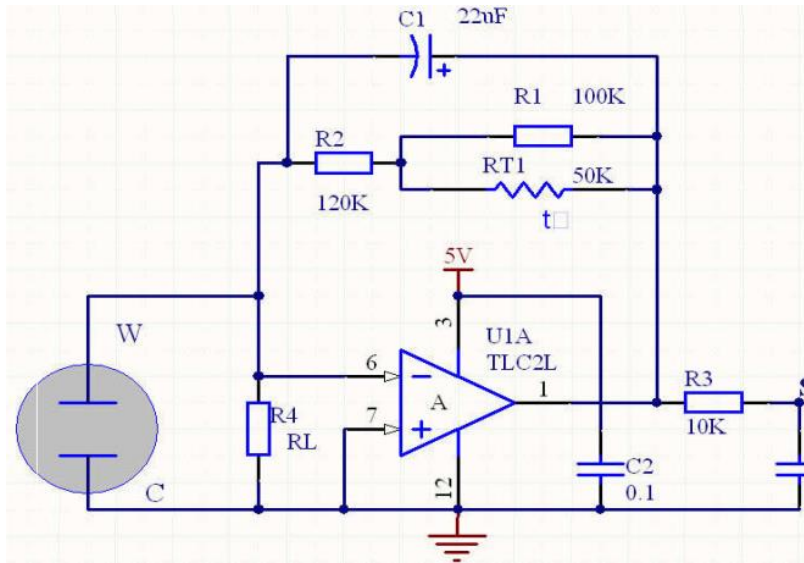 C1 22uF
R1 100K
R2
RT1 50K
120K
t
5V
W
3
U1A
TLC2L
6
1
R3
A
R4
RL
7
10K
C
12
C2
0.1